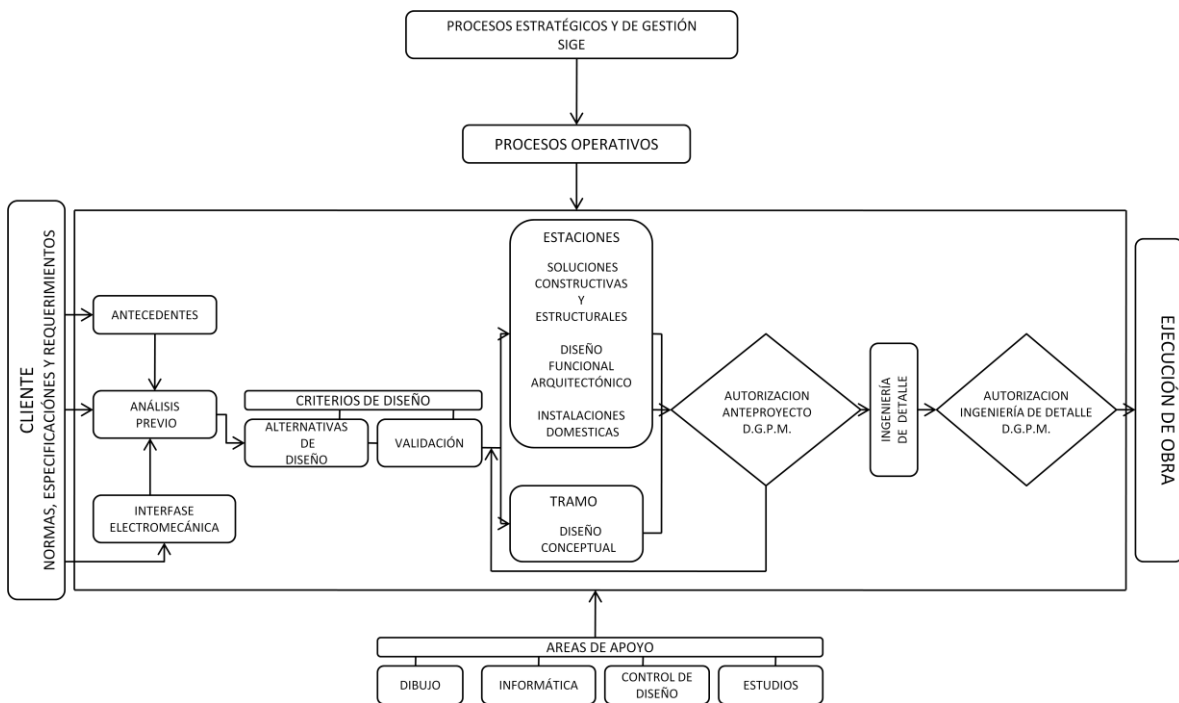 PROCESOS ESTRATÉGICOS Y DE GESTIÓN
SIGE
PROCESOS OPERATIVOS
CLIENTE
NORMAS, ESPECIFICACIÓNES Y REQUERIMIENTOS
ANTECEDENTES
ANÁLISIS
PREVIO
INTERFASE
ELECTROMECÁNICA
CRITERIOS DE DISEÑO
ALTERNATIVAS
DE
DISEÑO
VALIDACIÓN
ESTACIONES
SOLUCIONES
CONSTRUCTIVAS
Y
ESTRUCTURALES
DISEÑO
FUNCIONAL
ARQUITECTÓNICO
INSTALACIONES
DOMESTICAS
TRAMO
DISEÑO
CONCEPTUAL
AUTORIZACION
ANTEPROYECTO
D.G.P.M.
INGENIERÍA
DE DETALLE
AUTORIZACION
INGENIERÍA DE DETALLE
D.G.P.M.
EJECUCIÓN DE OBRA
AREAS DE APOYO
DIBUJO
INFORMÁTICA
CONTROL DE
DISEÑO
ESTUDIOS